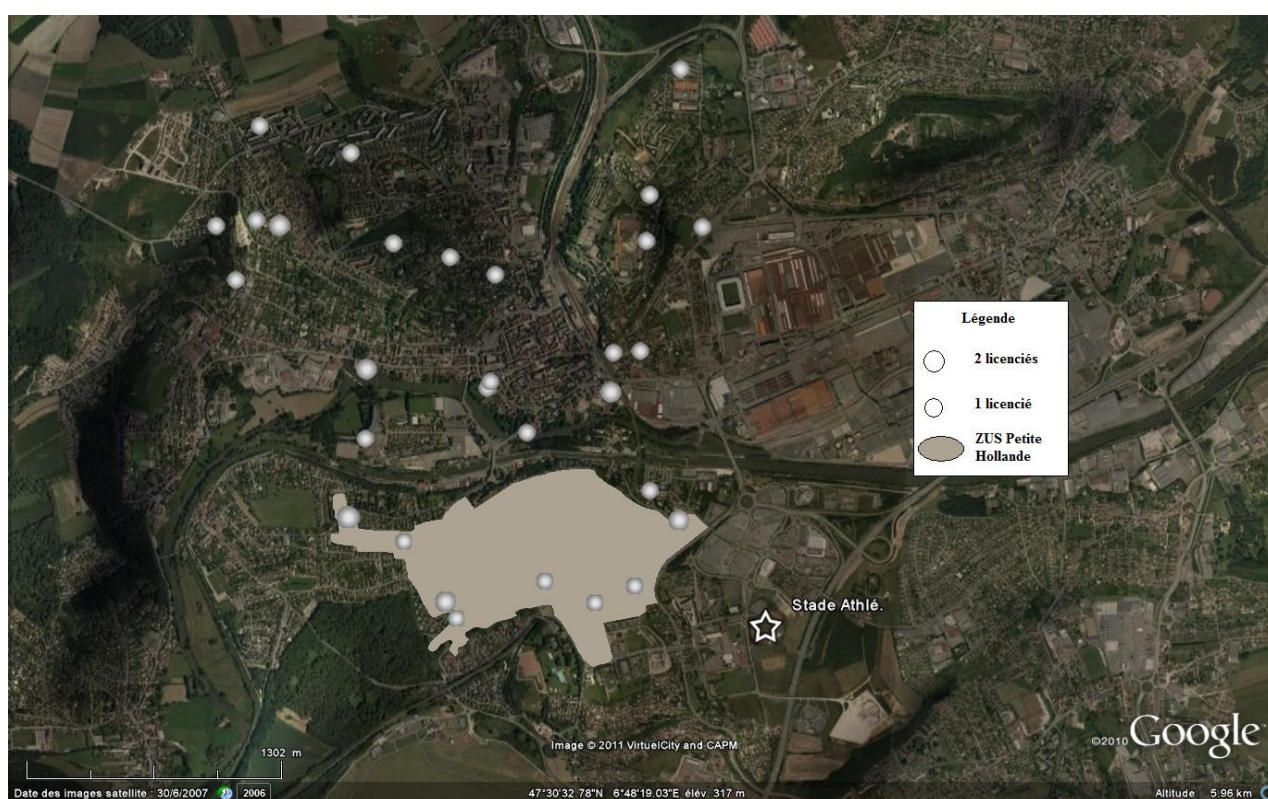 Légende
2 licenciés
1 licencié
ZUS Petite
Hollande
Stade Athlé.
1302 m
Image © 2011 VirtuelCity and CAPM
©2010 Google
Date des images satellite : 30/6/2007 2006
47°30'32.78"N 6°48'19.03"E élév. 317 m
Altitude 5.96 km